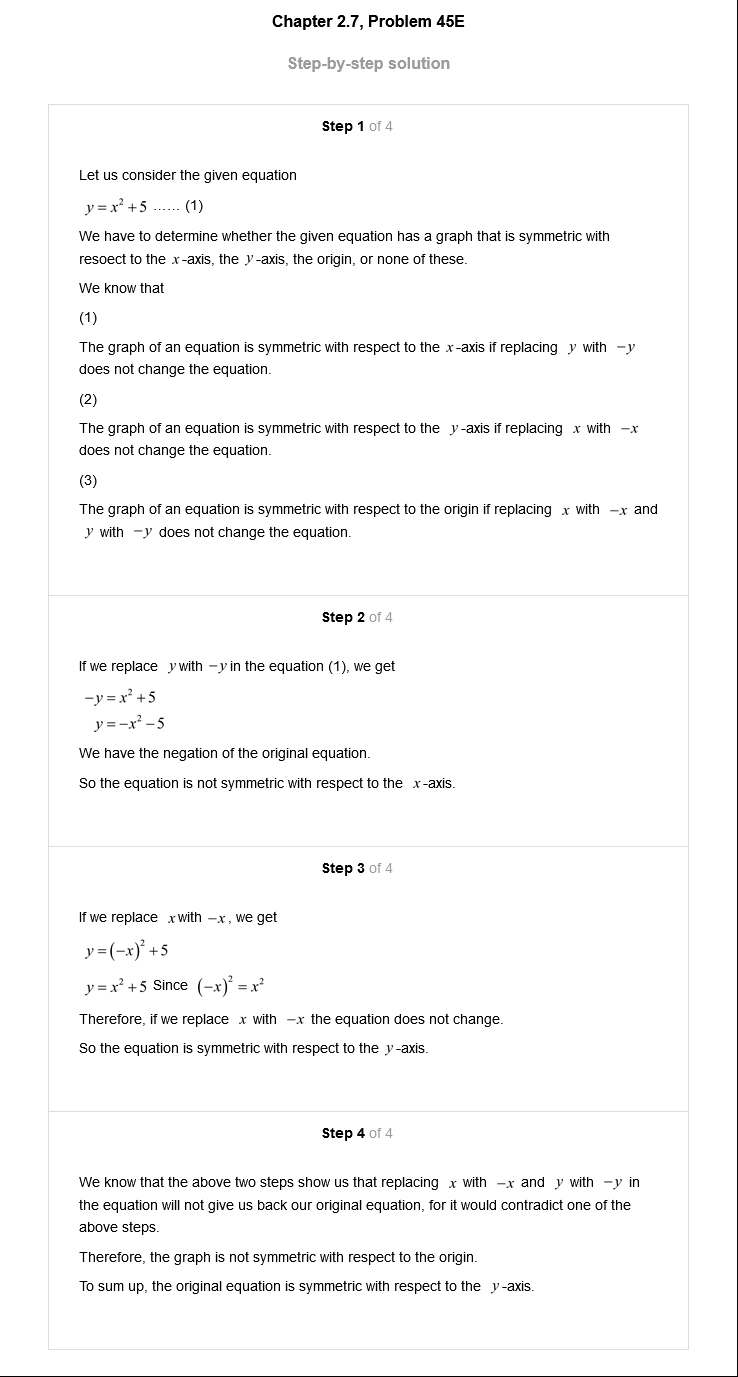 Chapter 2.7, Problem 45E
Step-by-step solution
Step 1 of 4
Let us consider the given equation
y = x² + 5 ...... (1)
We have to determine whether the given equation has a graph that is symmetric with
resoect to the x-axis, the y-axis, the origin, or none of these.
We know that
(1)
The graph of an equation is symmetric with respect to the x-axis if replacing y with −y
does not change the equation.
(2)
The graph of an equation is symmetric with respect to the y-axis if replacing x with −x
does not change the equation.
(3)
The graph of an equation is symmetric with respect to the origin if replacing x with −x and
y with −y does not change the equation.
Step 2 of 4
If we replace y with −y in the equation (1), we get
−y = x² + 5
y = −x² − 5
We have the negation of the original equation.
So the equation is not symmetric with respect to the x-axis.
Step 3 of 4
If we replace x with −x, we get
y = (−x)² + 5
y = x² + 5 Since (−x)² = x²
Therefore, if we replace x with −x the equation does not change.
So the equation is symmetric with respect to the y-axis.
Step 4 of 4
We know that the above two steps show us that replacing x with −x and y with −y in
the equation will not give us back our original equation, for it would contradict one of the
above steps.
Therefore, the graph is not symmetric with respect to the origin.
To sum up, the original equation is symmetric with respect to the y-axis.